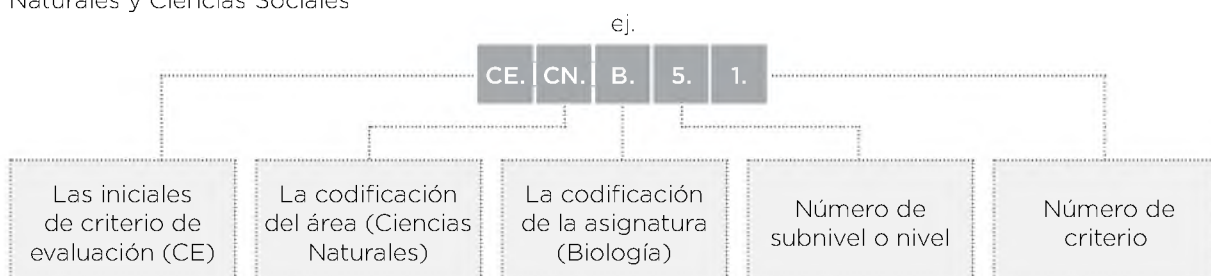 Naturales y Ciencias Sociales
ej.
CE. CN. B. 5. 1.
Las iniciales
de criterio de
evaluación (CE)
La codificación
del área (Ciencias
Naturales)
La codificación
de la asignatura
(Biología)
Número de
subnivel o nivel
Número de
criterio